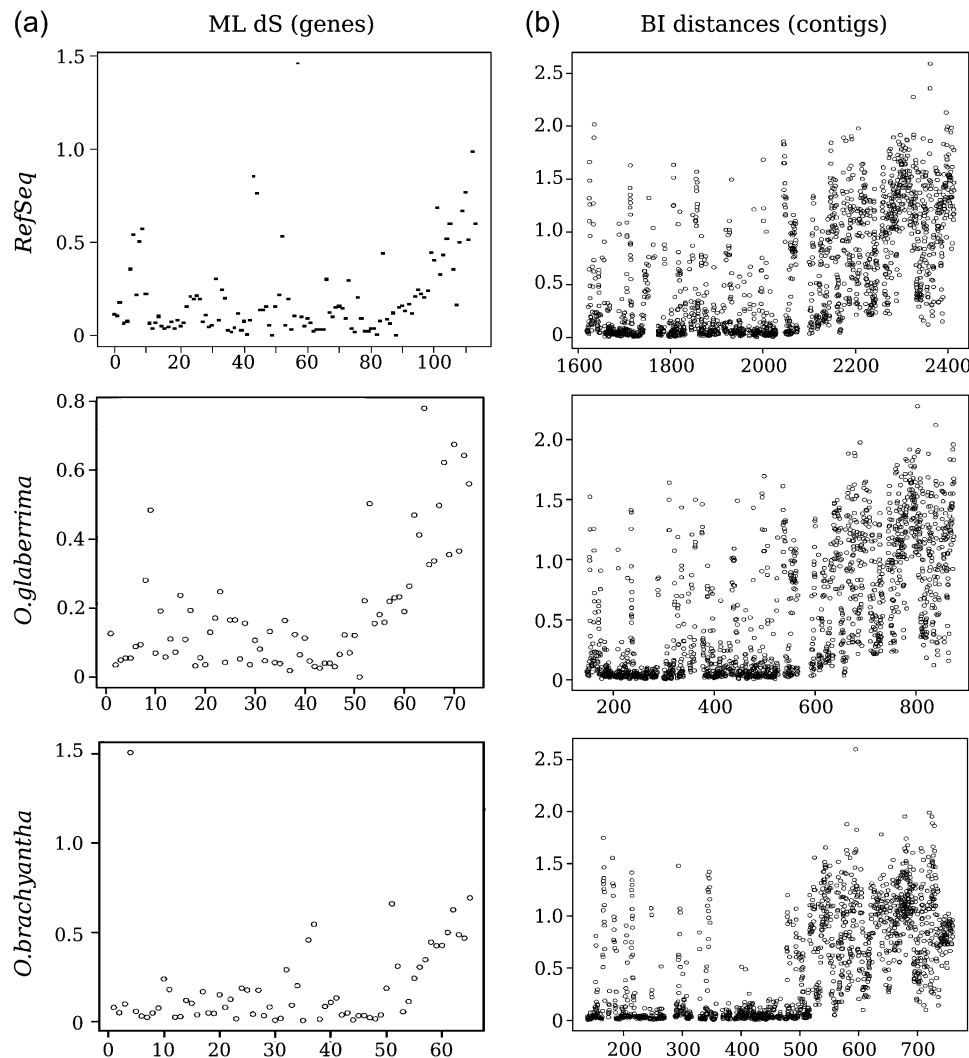 (a) ML dS (genes)
(b) BI distances (contigs)
RefSeq
1.5
1.0
0.5
0
0 20 40 60 80 100
2.5
2.0
1.5
1.0
0.5
0
1600 1800 2000 2200 2400
O.glaberrima
0.8
0.6
0.4
0.2
0
0 10 20 30 40 50 60 70
2.0
1.5
1.0
0.5
0
200 400 600 800
O.brachyantha
1.5
1.0
0.5
0
0 10 20 30 40 50 60
2.5
2.0
1.5
1.0
0.5
0
200 300 400 500 600 700